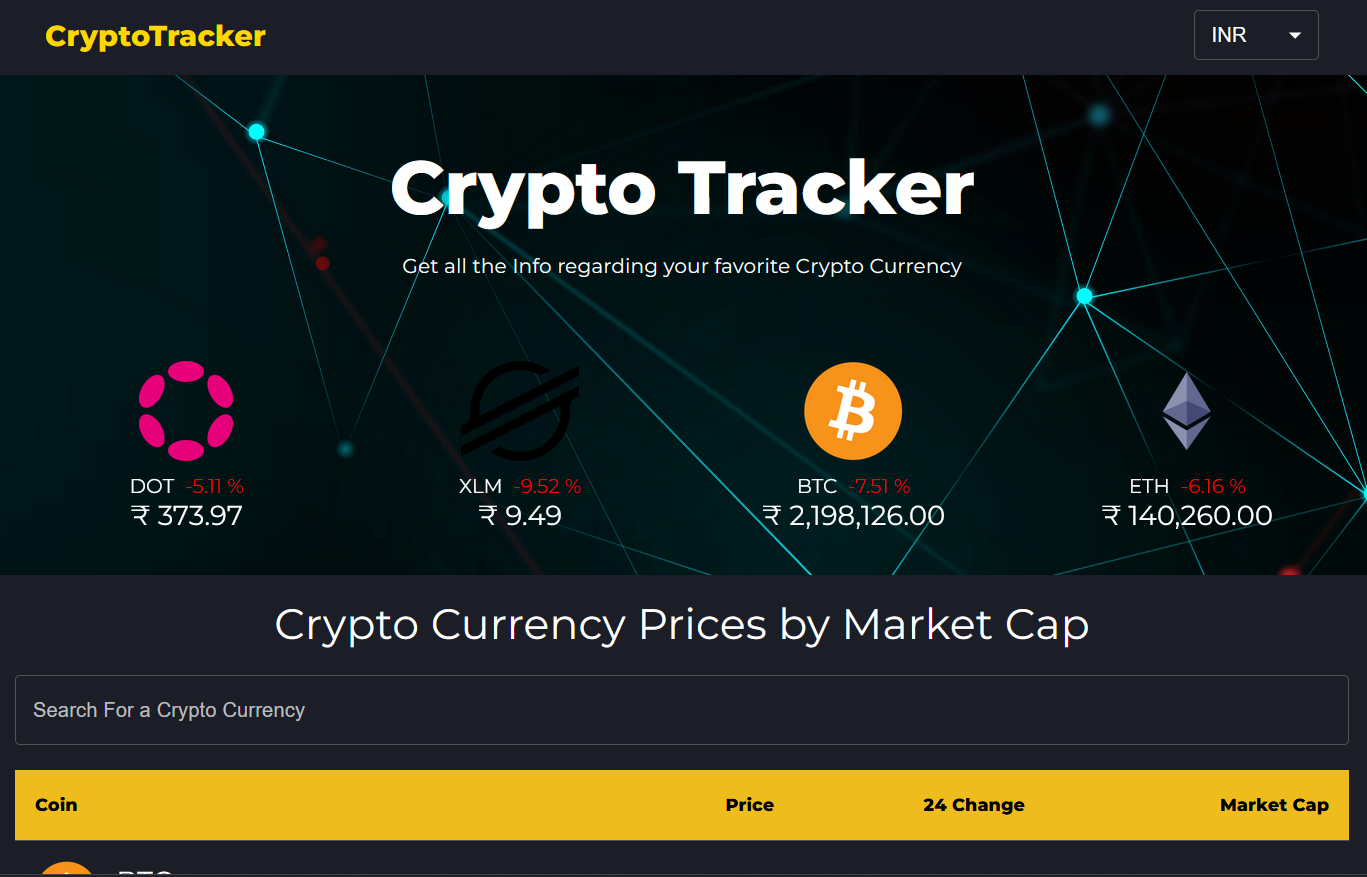 CryptoTracker
INR
Crypto Tracker
Get all the Info regarding your favorite Crypto Currency
DOT -5.11 %
₹ 373.97
XLM -9.52 %
₹ 9.49
BTC -7.51 %
₹ 2,198,126.00
ETH -6.16 %
₹ 140,260.00
Crypto Currency Prices by Market Cap
Search For a Crypto Currency
Coin Price 24 Change Market Cap
BTC